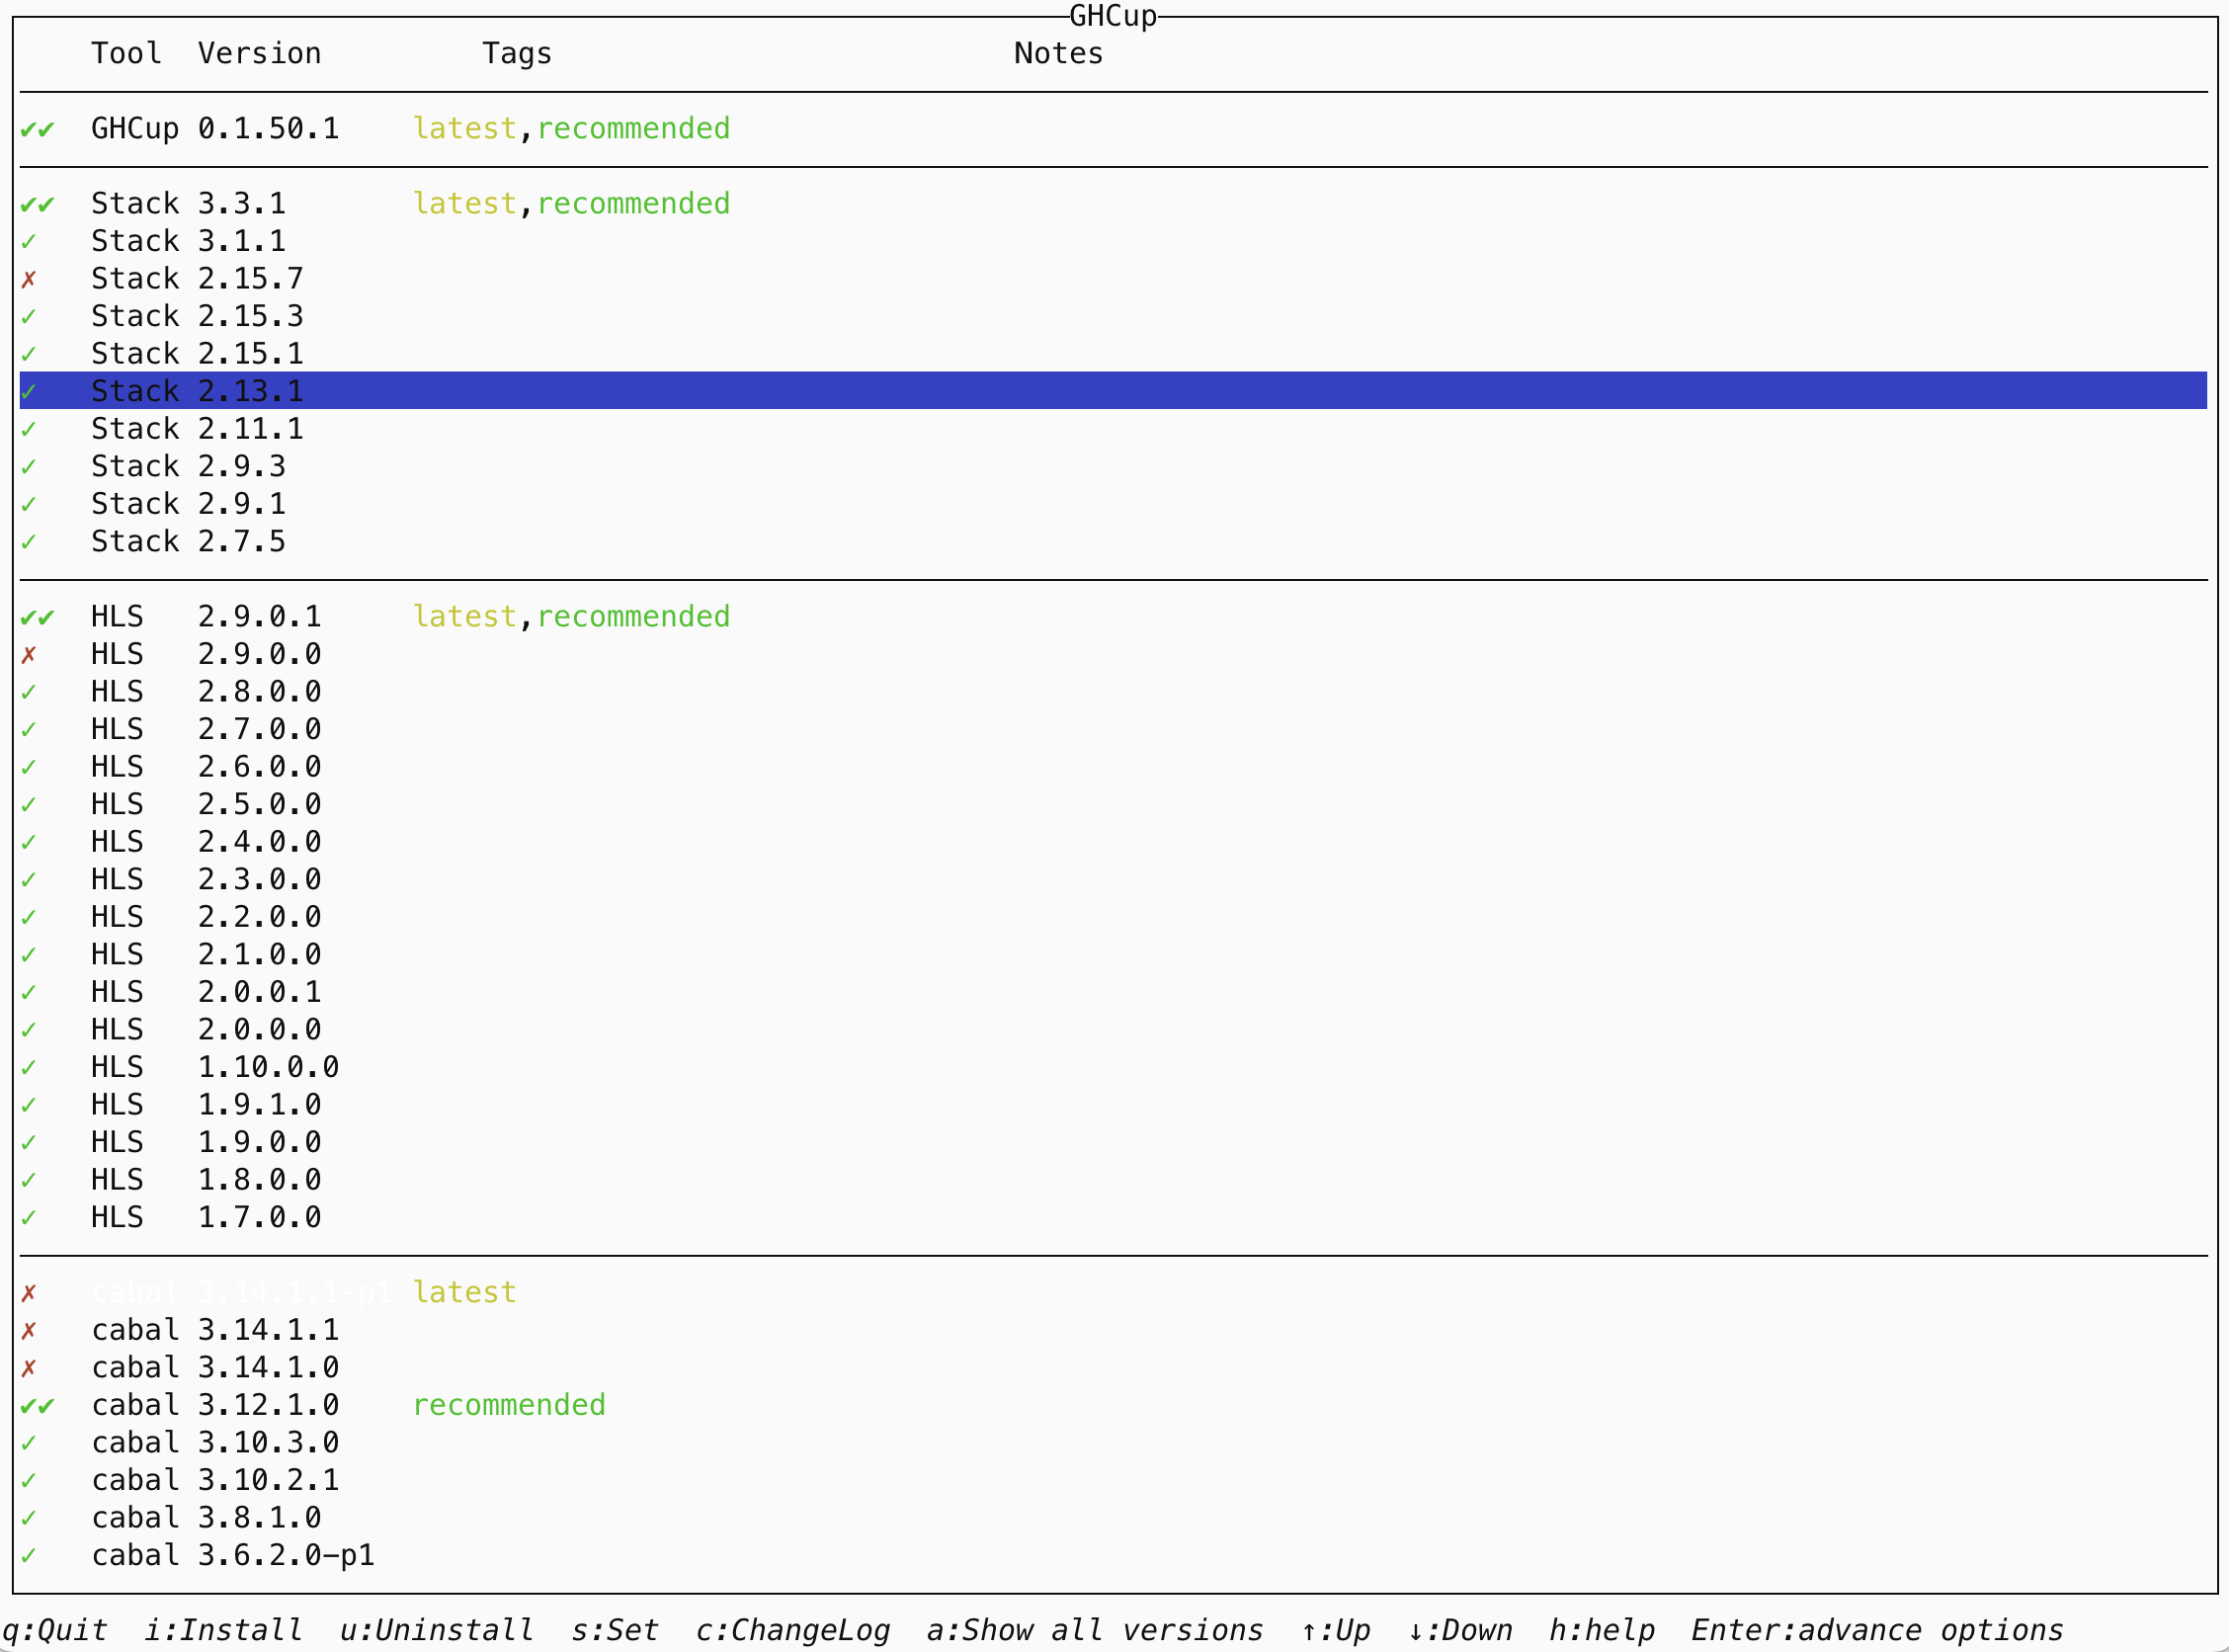 GHCup
Tool Version Tags Notes
✔✔ GHCup 0.1.50.1 latest,recommended
✔✔ Stack 3.3.1 latest,recommended
✓ Stack 3.1.1
✗ Stack 2.15.7
✓ Stack 2.15.3
✓ Stack 2.15.1
✓ Stack 2.13.1
✓ Stack 2.11.1
✓ Stack 2.9.3
✓ Stack 2.9.1
✓ Stack 2.7.5
✔✔ HLS 2.9.0.1 latest,recommended
✗ HLS 2.9.0.0
✓ HLS 2.8.0.0
✓ HLS 2.7.0.0
✓ HLS 2.6.0.0
✓ HLS 2.5.0.0
✓ HLS 2.4.0.0
✓ HLS 2.3.0.0
✓ HLS 2.2.0.0
✓ HLS 2.1.0.0
✓ HLS 2.0.0.1
✓ HLS 2.0.0.0
✓ HLS 1.10.0.0
✓ HLS 1.9.1.0
✓ HLS 1.9.0.0
✓ HLS 1.8.0.0
✓ HLS 1.7.0.0
✗ cabal 3.14.1.1-p1 latest
✗ cabal 3.14.1.1
✗ cabal 3.14.1.0
✔✔ cabal 3.12.1.0 recommended
✓ cabal 3.10.3.0
✓ cabal 3.10.2.1
✓ cabal 3.8.1.0
✓ cabal 3.6.2.0-p1
q:Quit i:Install u:Uninstall s:Set c:ChangeLog a:Show all versions ↑:Up ↓:Down h:help Enter:advance options